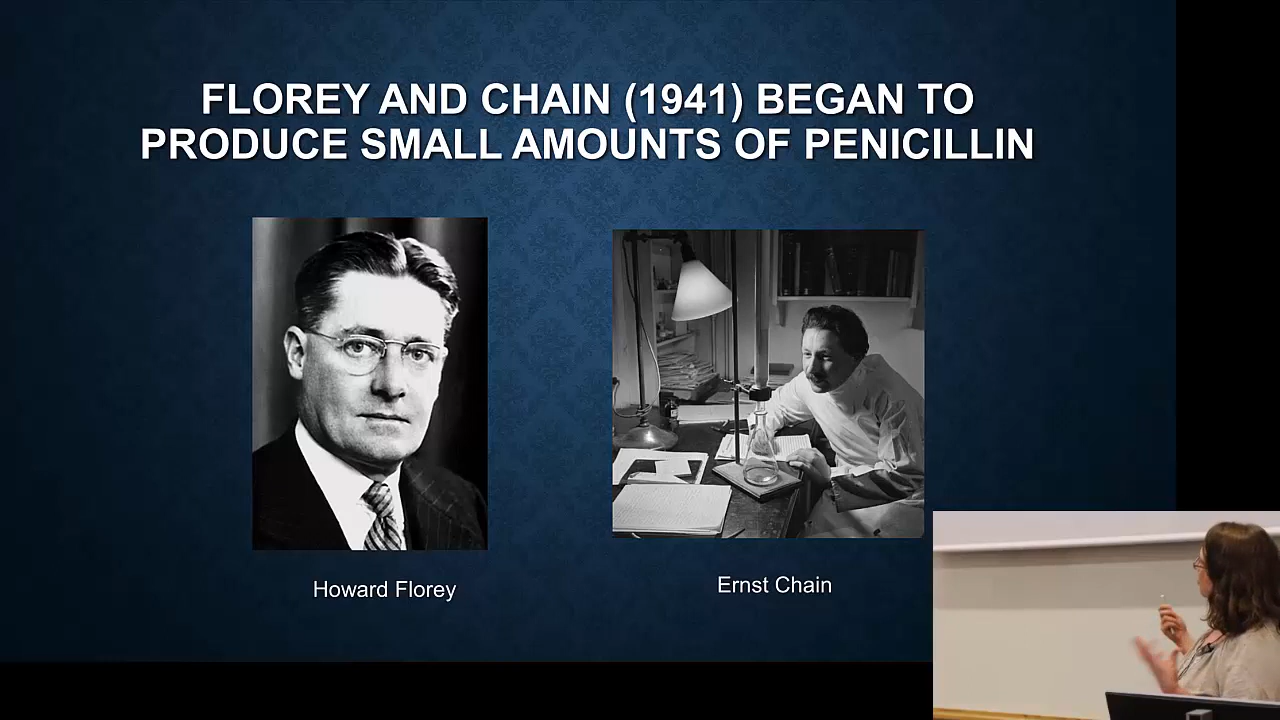 FLOREY AND CHAIN (1941) BEGAN TO
PRODUCE SMALL AMOUNTS OF PENICILLIN
Howard Florey
Ernst Chain